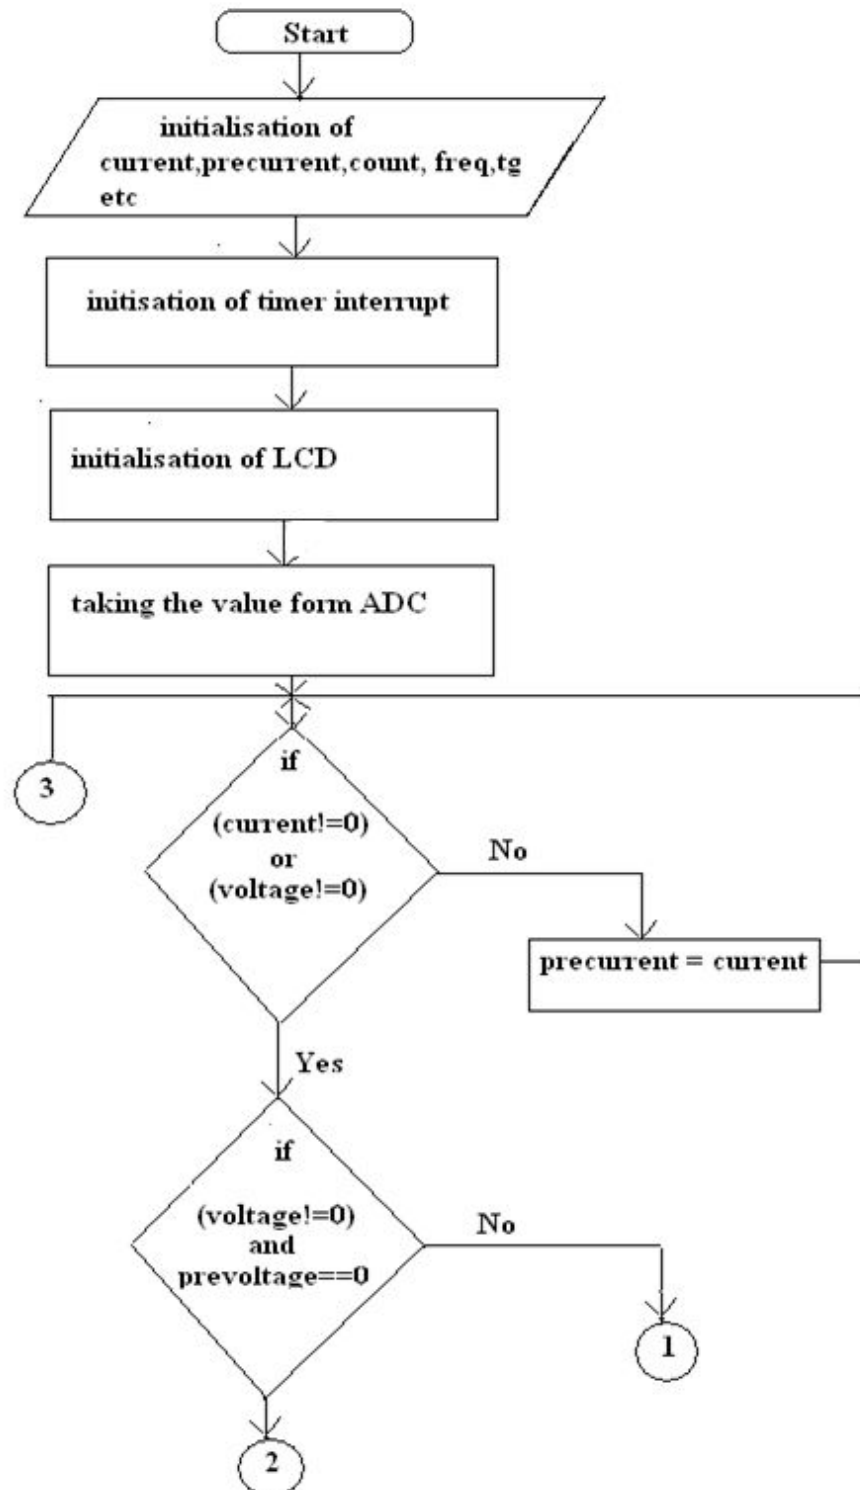 Start
initialisation of
current,precurrent,count, freq,tg
etc
initisation of timer interrupt
initialisation of LCD
taking the value form ADC
3
if
(current!=0)
or
(voltage!=0)
No
precurrent = current
Yes
if
(voltage!=0)
and
prevoltage==0
No
1
2